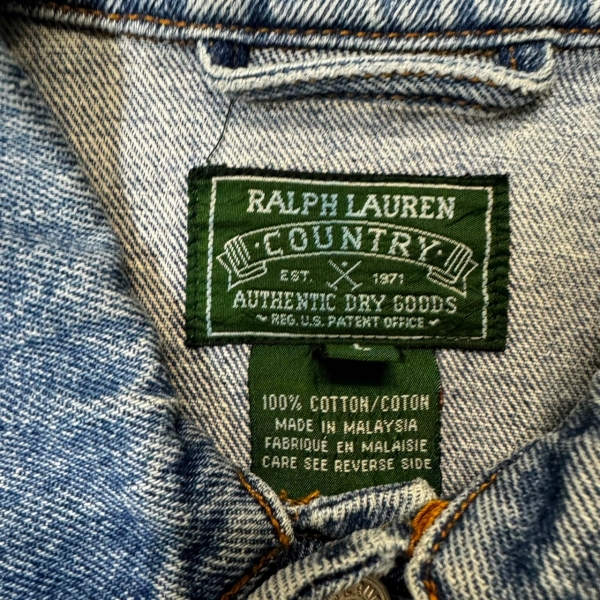 RALPH LAUREN
COUNTRY
EST. 1971
AUTHENTIC DRY GOODS
REG. U.S. PATENT OFFICE
100% COTTON/COTON
MADE IN MALAYSIA
FABRIQUÉ EN MALAISIE
CARE SEE REVERSE SIDE